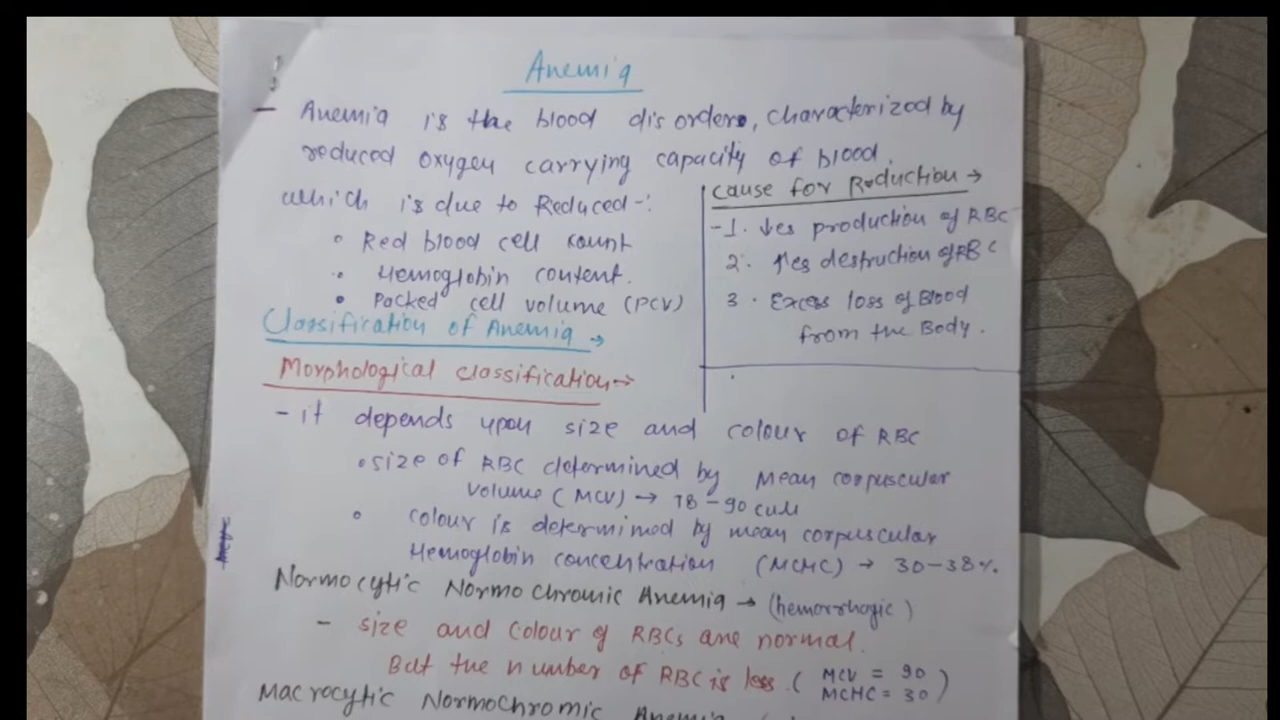 Anemia
- Anemia is the blood disorder, characterized by
reduced oxygen carrying capacity of blood
which is due to Reduced -:
• Red blood cell count
• Hemoglobin content.
• Packed cell volume (PCV)
cause for Reduction →
-1. ↓es production of RBC
2. ↑es destruction of RBC
3. Excess loss of Blood
from the Body.
Classification of Anemia →
Morphological classification →
- it depends upon size and colour of RBC
• size of RBC determined by Mean corpuscular
volume (MCV) → 78-90 cuM
• colour is determined by mean corpuscular
Hemoglobin concentration (MCHC) → 30-38%.
Normocytic Normo Chromic Anemia → (hemorrhagic)
- size and colour of RBCs are normal.
But the number of RBC is less. ( MCV = 90
MCHC = 30 )
Macrocytic Normochromic Anemia